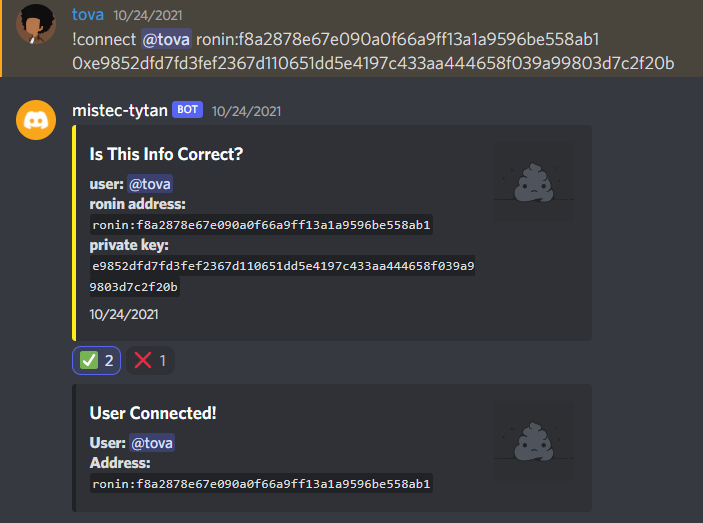 tova 10/24/2021
!connect @tova ronin:f8a2878e67e090a0f66a9ff13a1a9596be558ab1
0xe9852dfd7fd3fef2367d110651dd5e4197c433aa444658f039a99803d7c2f20b
mistec-tytan BOT 10/24/2021
Is This Info Correct?
user: @tova
ronin address:
ronin:f8a2878e67e090a0f66a9ff13a1a9596be558ab1
private key:
e9852dfd7fd3fef2367d110651dd5e4197c433aa444658f039a9
9803d7c2f20b
10/24/2021
2 1
User Connected!
User: @tova
Address:
ronin:f8a2878e67e090a0f66a9ff13a1a9596be558ab1